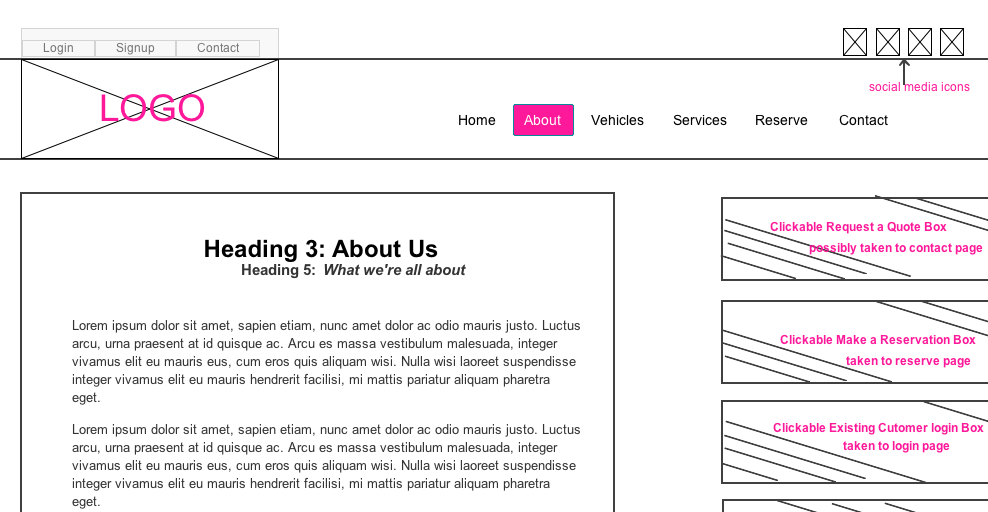 Login Signup Contact
LOGO
social media icons
Home About Vehicles Services Reserve Contact
Heading 3: About Us
Heading 5: What we're all about
Lorem ipsum dolor sit amet, sapien etiam, nunc amet dolor ac odio mauris justo. Luctus
arcu, urna praesent at id quisque ac. Arcu es massa vestibulum malesuada, integer
vivamus elit eu mauris eus, cum eros quis aliquam wisi. Nulla wisi laoreet suspendisse
integer vivamus elit eu mauris hendrerit facilisi, mi mattis pariatur aliquam pharetra
eget.
Lorem ipsum dolor sit amet, sapien etiam, nunc amet dolor ac odio mauris justo. Luctus
arcu, urna praesent at id quisque ac. Arcu es massa vestibulum malesuada, integer
vivamus elit eu mauris eus, cum eros quis aliquam wisi. Nulla wisi laoreet suspendisse
integer vivamus elit eu mauris hendrerit facilisi, mi mattis pariatur aliquam pharetra
eget.
Clickable Request a Quote Box
possibly taken to contact page
Clickable Make a Reservation Box
taken to reserve page
Clickable Existing Cutomer login Box
taken to login page